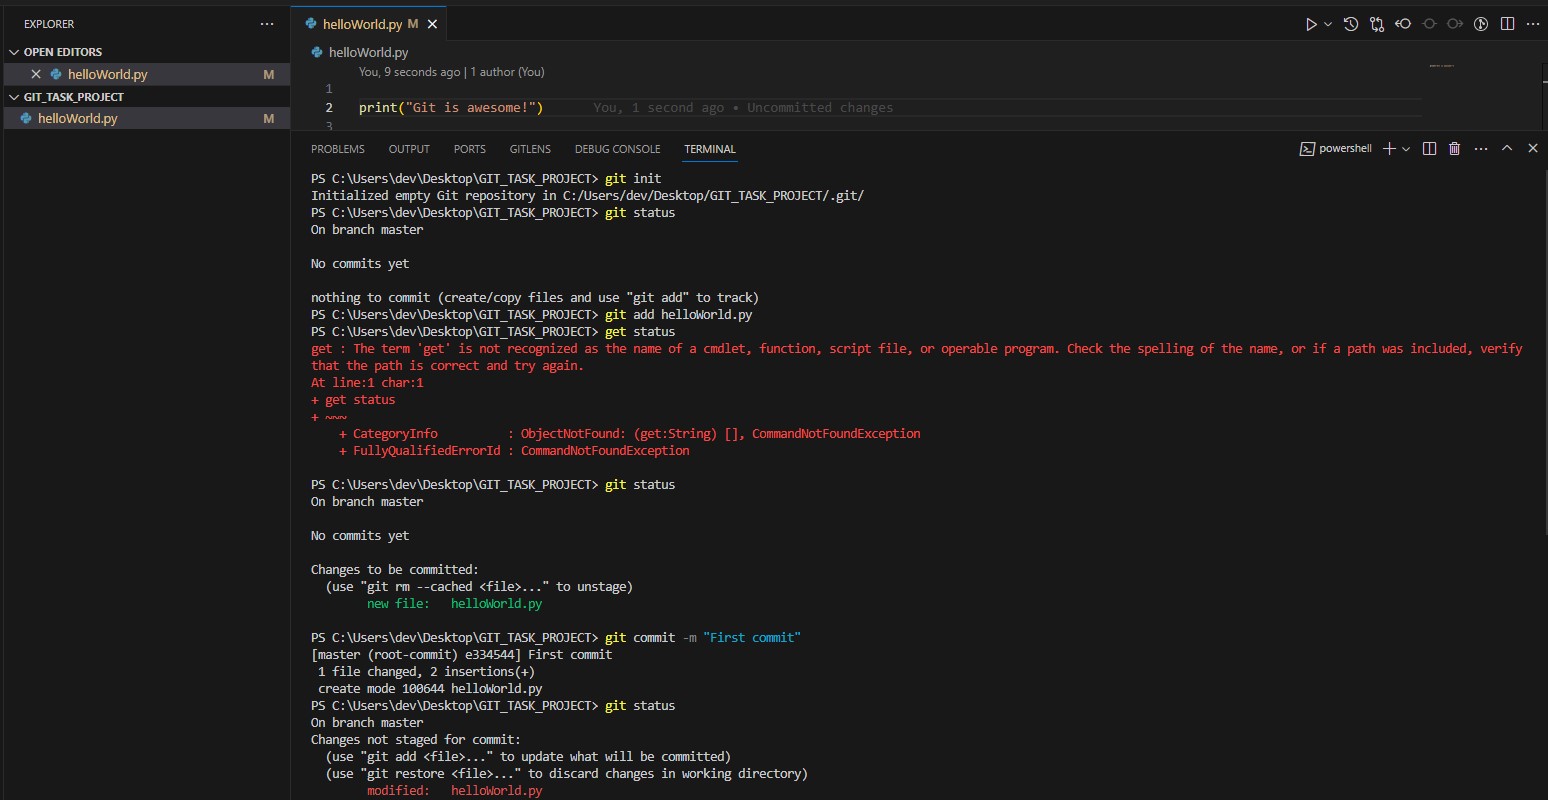 EXPLORER
OPEN EDITORS
helloWorld.py M
GIT_TASK_PROJECT
helloWorld.py M
helloWorld.py M
helloWorld.py
You, 9 seconds ago | 1 author (You)
1
2 print("Git is awesome!") You, 1 second ago • Uncommitted changes
3
PROBLEMS OUTPUT PORTS GITLENS DEBUG CONSOLE TERMINAL
powershell
PS C:\Users\dev\Desktop\GIT_TASK_PROJECT> git init
Initialized empty Git repository in C:/Users/dev/Desktop/GIT_TASK_PROJECT/.git/
PS C:\Users\dev\Desktop\GIT_TASK_PROJECT> git status
On branch master
No commits yet
nothing to commit (create/copy files and use "git add" to track)
PS C:\Users\dev\Desktop\GIT_TASK_PROJECT> git add helloWorld.py
PS C:\Users\dev\Desktop\GIT_TASK_PROJECT> get status
get : The term 'get' is not recognized as the name of a cmdlet, function, script file, or operable program. Check the spelling of the name, or if a path was included, verify
that the path is correct and try again.
At line:1 char:1
+ get status
+ ~~~
    + CategoryInfo          : ObjectNotFound: (get:String) [], CommandNotFoundException
    + FullyQualifiedErrorId : CommandNotFoundException
PS C:\Users\dev\Desktop\GIT_TASK_PROJECT> git status
On branch master
No commits yet
Changes to be committed:
  (use "git rm --cached <file>..." to unstage)
        new file:   helloWorld.py
PS C:\Users\dev\Desktop\GIT_TASK_PROJECT> git commit -m "First commit"
[master (root-commit) e334544] First commit
 1 file changed, 2 insertions(+)
 create mode 100644 helloWorld.py
PS C:\Users\dev\Desktop\GIT_TASK_PROJECT> git status
On branch master
Changes not staged for commit:
  (use "git add <file>..." to update what will be committed)
  (use "git restore <file>..." to discard changes in working directory)
        modified:   helloWorld.py